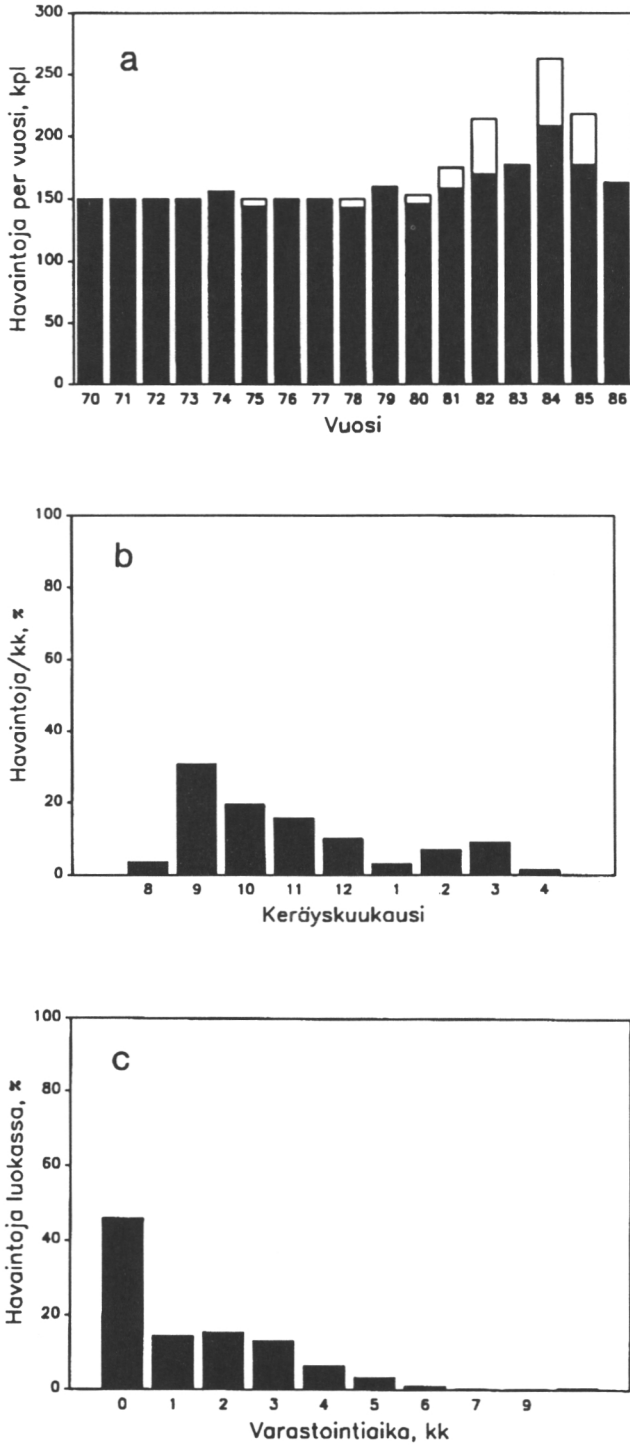 a
Havaintoja per vuosi, kpl
300
250
200
150
100
50
0
70 71 72 73 74 75 76 77 78 79 80 81 82 83 84 85 86
Vuosi
b
Havaintoja/kk, %
100
80
60
40
20
0
8 9 10 11 12 1 2 3 4
Keräyskuukausi
c
Havaintoja luokassa, %
100
80
60
40
20
0
0 1 2 3 4 5 6 7 9
Varastointiaika, kk